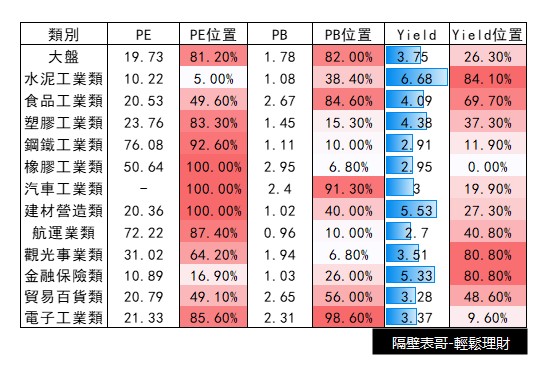 類別 PE PE位置 PB PB位置 Yield Yield位置
大盤 19.73 81.20% 1.78 82.00% 3.75 26.30%
水泥工業類 10.22 5.00% 1.08 38.40% 6.68 84.10%
食品工業類 20.53 49.60% 2.67 84.60% 4.09 69.70%
塑膠工業類 23.76 83.30% 1.45 15.30% 4.38 37.30%
鋼鐵工業類 76.08 92.60% 1.11 10.00% 2.91 11.90%
橡膠工業類 50.64 100.00% 2.95 6.80% 2.95 0.00%
汽車工業類 - 100.00% 2.4 91.30% 3 19.90%
建材營造類 20.36 100.00% 1.02 40.00% 5.53 27.30%
航運業類 72.22 87.40% 0.96 10.00% 2.7 40.80%
觀光事業類 31.02 64.20% 1.94 6.80% 3.51 80.80%
金融保險類 10.89 16.90% 1.03 26.00% 5.33 80.80%
貿易百貨類 20.79 49.10% 2.65 56.00% 3.28 48.60%
電子工業類 21.33 85.60% 2.31 98.60% 3.37 9.60%
隔壁表哥-輕鬆理財